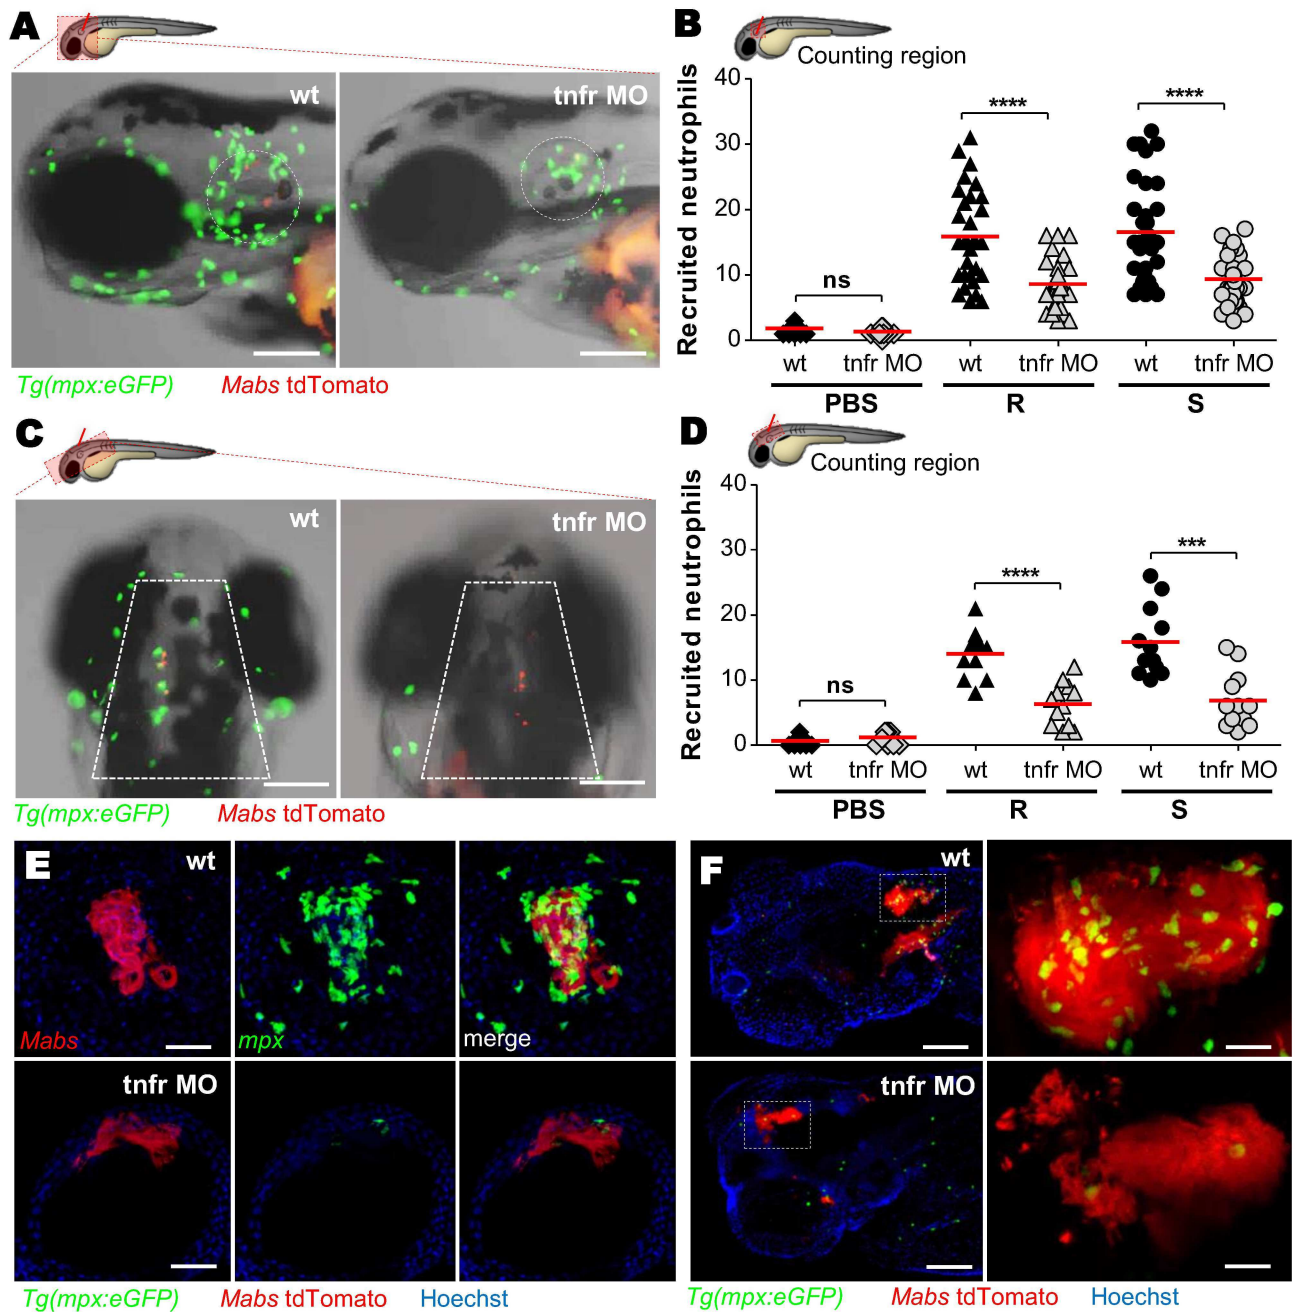 A
wt
tnfr MO
Tg(mpx:eGFP) Mabs tdTomato
B
Counting region
Recruited neutrophils
40
30
20
10
0
ns
****
****
wt tnfr MO wt tnfr MO wt tnfr MO
PBS R S
C
wt
tnfr MO
Tg(mpx:eGFP) Mabs tdTomato
D
Counting region
Recruited neutrophils
40
30
20
10
0
ns
****
***
wt tnfr MO wt tnfr MO wt tnfr MO
PBS R S
E
wt
Mabs mpx merge
tnfr MO
Tg(mpx:eGFP) Mabs tdTomato Hoechst
F
wt
tnfr MO
Tg(mpx:eGFP) Mabs tdTomato Hoechst